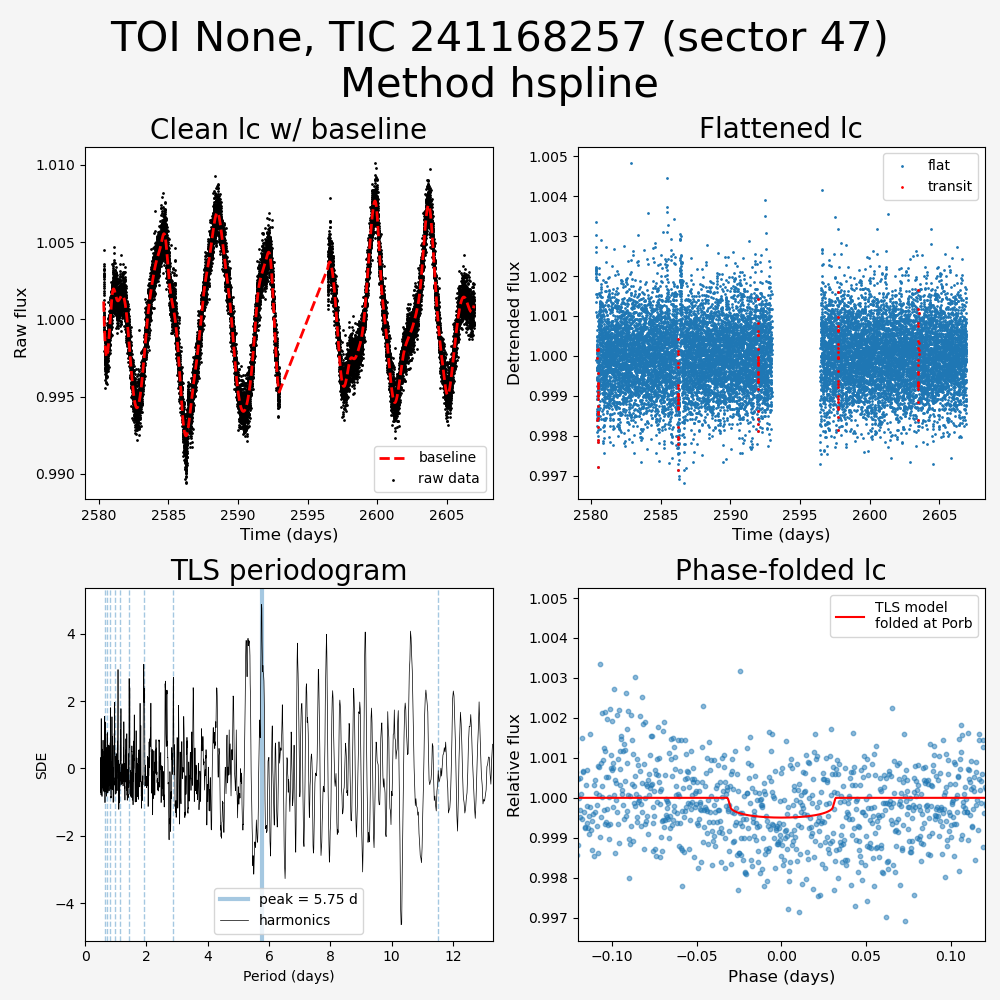 TOI None, TIC 241168257 (sector 47)
Method hspline
Clean lc w/ baseline
Raw flux
1.010
1.005
1.000
0.995
0.990
baseline
raw data
2580 2585 2590 2595 2600 2605
Time (days)
Flattened lc
Detrended flux
1.005
1.004
1.003
1.002
1.001
1.000
0.999
0.998
0.997
flat
transit
2580 2585 2590 2595 2600 2605
Time (days)
TLS periodogram
SDE
4
2
0
−2
−4
peak = 5.75 d
harmonics
0 2 4 6 8 10 12
Period (days)
Phase-folded lc
Relative flux
1.005
1.004
1.003
1.002
1.001
1.000
0.999
0.998
0.997
TLS model
folded at Porb
−0.10 −0.05 0.00 0.05 0.10
Phase (days)